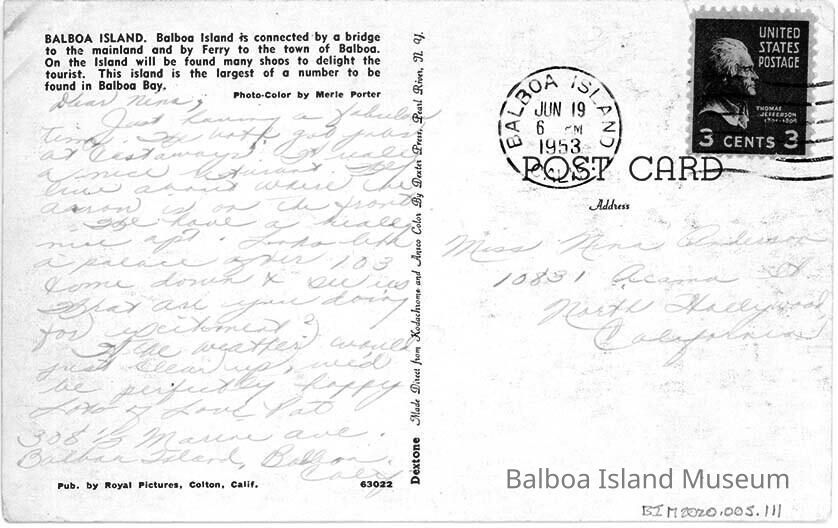 BALBOA ISLAND. Balboa Island is connected by a bridge
to the mainland and by Ferry to the town of Balboa.
On the Island will be found many shoos to delight the
tourist. This island is the largest of a number to be
found in Balboa Bay.
Photo-Color by Merle Porter
Dear Nina,
Just having a fabulous
time. We both got jobs
at Castaways. It really
a nice restaurant. They
live about where the
arrow is on the front
We have a really
nice apt. Looks like
a palace after 103
Come down & see us
What are you doing
for excitement?
If the weather would
just clear up, we'd
be perfectly happy
Lots of Love Pat
308 1/2 Marine ave.
Balboa Island, Balboa
Calif
Pub. by Royal Pictures, Colton, Calif.
63022
Dextone Made Direct from Kodachrome and Ansco Color By Dexter Press, Pearl River, N. Y.
BALBOA ISLAND
JUN 19
6 PM
1953
CALIF.
UNITED
STATES
POSTAGE
THOMAS
JEFFERSON
1801-1809
3 CENTS 3
POST CARD
Address
Miss Nina Anderson
10831 Acama St
North Hollywood
California
Balboa Island Museum
BIM2020.005.111